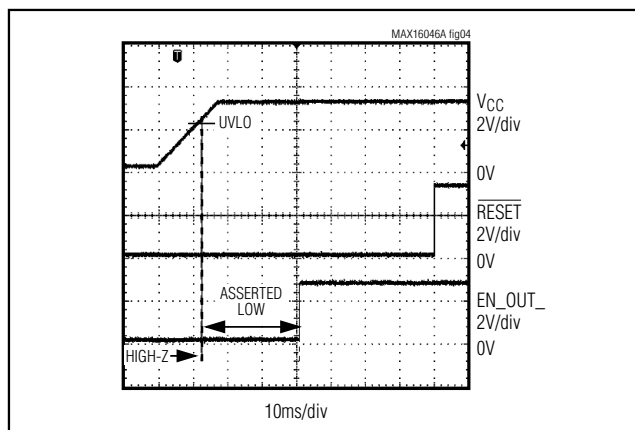 MAX16046A fig04
UVLO
VCC
2V/div
0V
RESET
2V/div
0V
ASSERTED
LOW
EN_OUT_
2V/div
0V
HIGH-Z
10ms/div